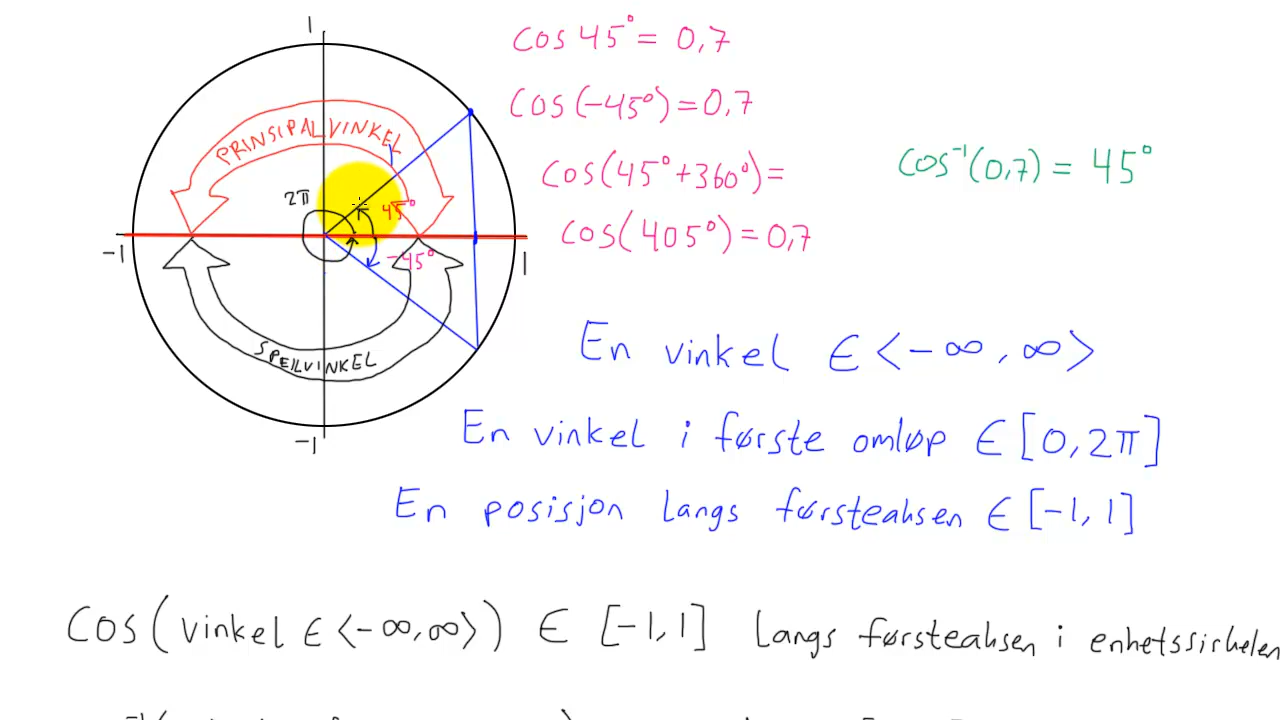 1
cos 45° = 0,7
cos(-45°) = 0,7
PRINSIPALVINKEL
cos(45° + 360°) =
cos⁻¹(0,7) = 45°
2π
45°
cos(405°) = 0,7
-1
1
-45°
SPEILVINKEL
En vinkel ∈ <-∞, ∞>
-1
En vinkel i første omløp ∈ [0, 2π]
En posisjon langs førsteaksen ∈ [-1, 1]
COS(vinkel ∈ <-∞, ∞>) ∈ [-1, 1] langs førsteaksen i enhetssirkelen